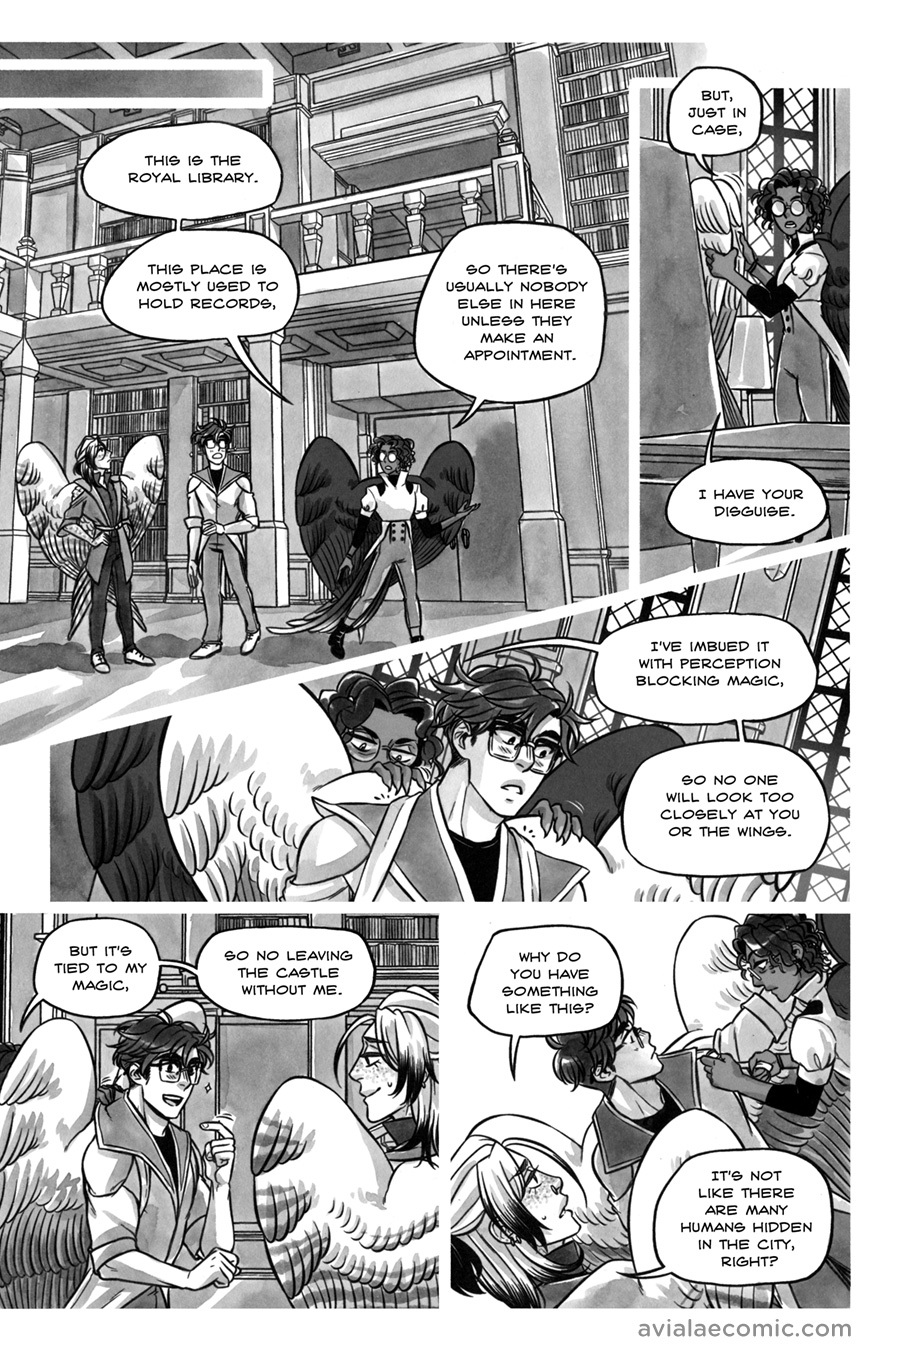 THIS IS THE
ROYAL LIBRARY.
THIS PLACE IS
MOSTLY USED TO
HOLD RECORDS,
SO THERE'S
USUALLY NOBODY
ELSE IN HERE
UNLESS THEY
MAKE AN
APPOINTMENT.
BUT,
JUST IN
CASE,
I HAVE YOUR
DISGUISE.
I'VE IMBUED IT
WITH PERCEPTION
BLOCKING MAGIC,
SO NO ONE
WILL LOOK TOO
CLOSELY AT YOU
OR THE WINGS.
BUT IT'S
TIED TO MY
MAGIC,
SO NO LEAVING
THE CASTLE
WITHOUT ME.
WHY DO
YOU HAVE
SOMETHING
LIKE THIS?
IT'S NOT
LIKE THERE
ARE MANY
HUMANS HIDDEN
IN THE CITY,
RIGHT?
avialaecomic.com